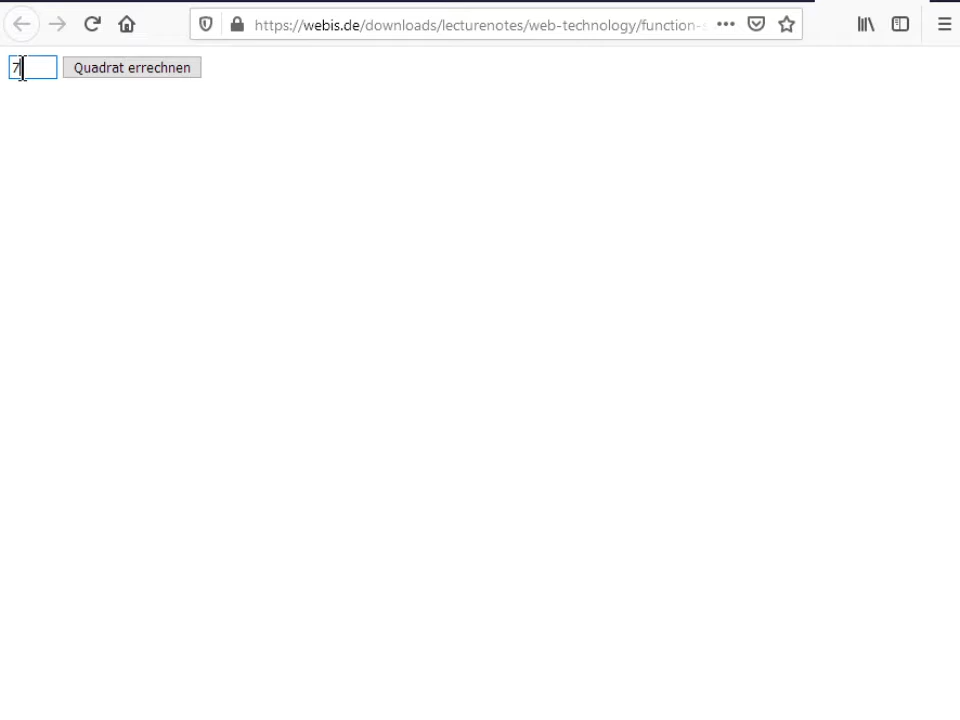 https://webis.de/downloads/lecturenotes/web-technology/function-
7 Quadrat errechnen